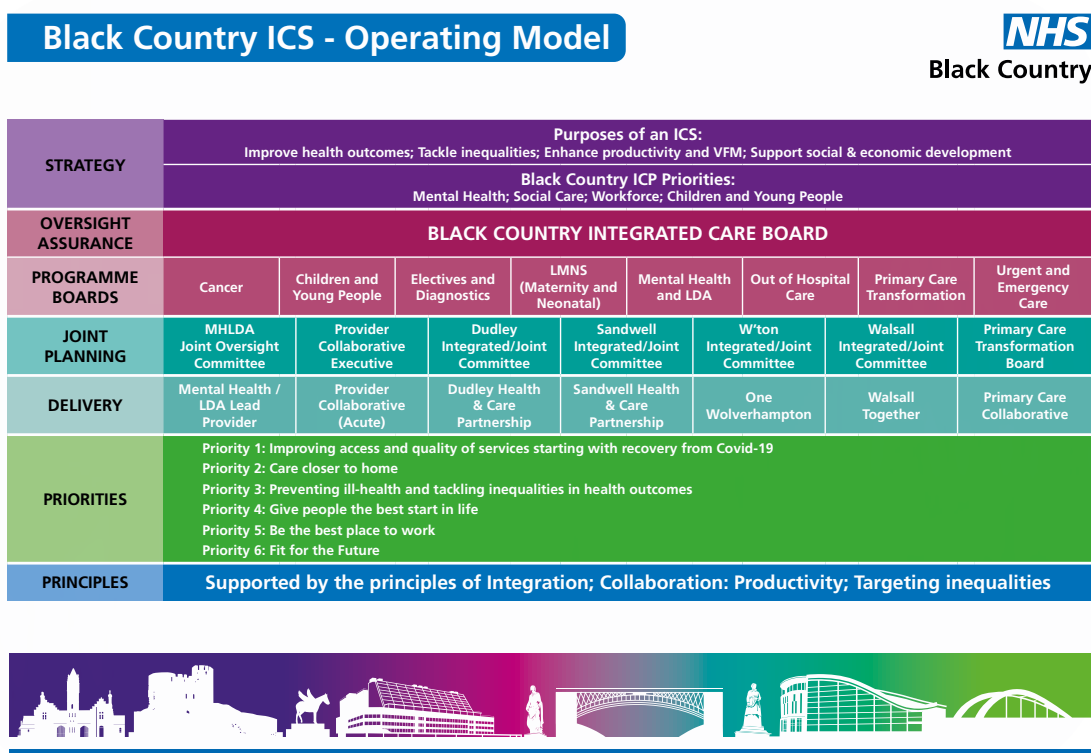 Black Country ICS - Operating Model
NHS
Black Country
STRATEGY
Purposes of an ICS:
Improve health outcomes; Tackle inequalities; Enhance productivity and VFM; Support social & economic development
Black Country ICP Priorities:
Mental Health; Social Care; Workforce; Children and Young People
OVERSIGHT
ASSURANCE
BLACK COUNTRY INTEGRATED CARE BOARD
PROGRAMME
BOARDS
Cancer
Children and
Young People
Electives and
Diagnostics
LMNS
(Maternity and
Neonatal)
Mental Health
and LDA
Out of Hospital
Care
Primary Care
Transformation
Urgent and
Emergency
Care
JOINT
PLANNING
MHLDA
Joint Oversight
Committee
Provider
Collaborative
Executive
Dudley
Integrated/Joint
Committee
Sandwell
Integrated/Joint
Committee
W'ton
Integrated/Joint
Committee
Walsall
Integrated/Joint
Committee
Primary Care
Transformation
Board
DELIVERY
Mental Health /
LDA Lead
Provider
Provider
Collaborative
(Acute)
Dudley Health
& Care
Partnership
Sandwell Health
& Care
Partnership
One
Wolverhampton
Walsall
Together
Primary Care
Collaborative
PRIORITIES
Priority 1: Improving access and quality of services starting with recovery from Covid-19
Priority 2: Care closer to home
Priority 3: Preventing ill-health and tackling inequalities in health outcomes
Priority 4: Give people the best start in life
Priority 5: Be the best place to work
Priority 6: Fit for the Future
PRINCIPLES
Supported by the principles of Integration; Collaboration: Productivity; Targeting inequalities